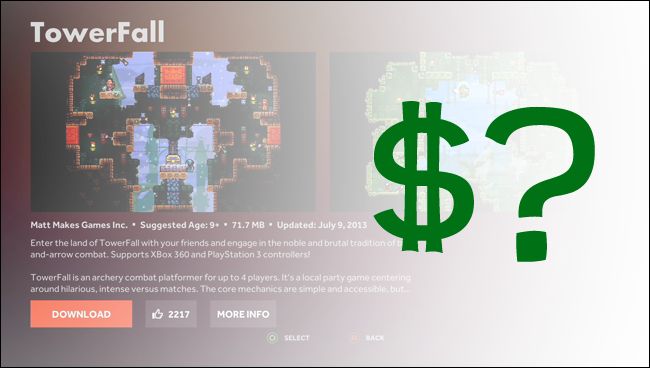 TowerFall
$?
Matt Makes Games Inc. • Suggested Age: 9+ • 71.7 MB • Updated: July 9, 2013
Enter the land of TowerFall with your friends and engage in the noble and brutal tradition of
and-arrow combat. Supports XBox 360 and PlayStation 3 controllers!
TowerFall is an archery combat platformer for up to 4 players. It's a local party game centering
around hilarious, intense versus matches. The core mechanics are simple and accessible, but...
DOWNLOAD
2217
MORE INFO
O SELECT
BACK